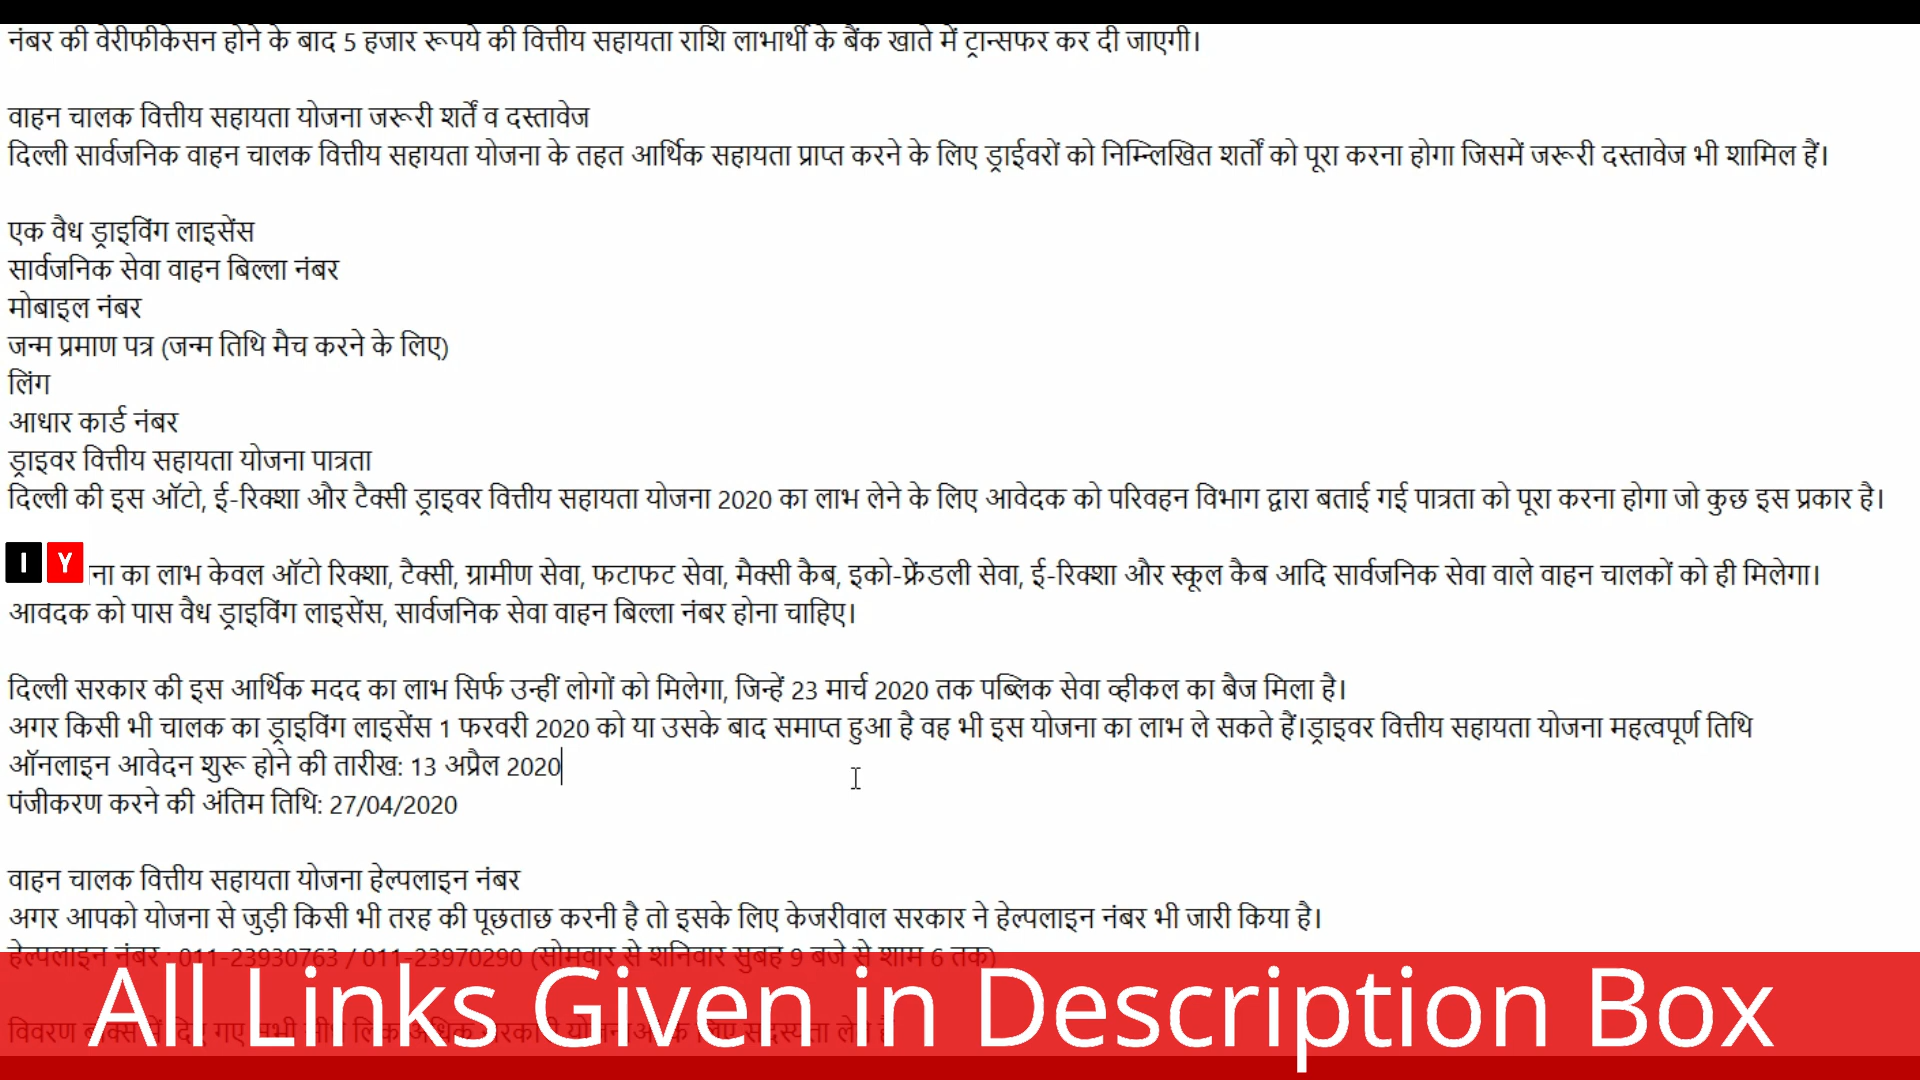 नंबर की वेरीफीकेसन होने के बाद 5 हजार रूपये की वित्तीय सहायता राशि लाभार्थी के बैंक खाते में ट्रान्सफर कर दी जाएगी।
वाहन चालक वित्तीय सहायता योजना जरूरी शर्तें व दस्तावेज
दिल्ली सार्वजनिक वाहन चालक वित्तीय सहायता योजना के तहत आर्थिक सहायता प्राप्त करने के लिए ड्राईवरों को निम्न्लिखित शर्तों को पूरा करना होगा जिसमें जरूरी दस्तावेज भी शामिल हैं।
एक वैध ड्राइविंग लाइसेंस
सार्वजनिक सेवा वाहन बिल्ला नंबर
मोबाइल नंबर
जन्म प्रमाण पत्र (जन्म तिथि मैच करने के लिए)
लिंग
आधार कार्ड नंबर
ड्राइवर वित्तीय सहायता योजना पात्रता
दिल्ली की इस ऑटो, ई-रिक्शा और टैक्सी ड्राइवर वित्तीय सहायता योजना 2020 का लाभ लेने के लिए आवेदक को परिवहन विभाग द्वारा बताई गई पात्रता को पूरा करना होगा जो कुछ इस प्रकार है।
I Y ना का लाभ केवल ऑटो रिक्शा, टैक्सी, ग्रामीण सेवा, फटाफट सेवा, मैक्सी कैब, इको-फ्रेंडली सेवा, ई-रिक्शा और स्कूल कैब आदि सार्वजनिक सेवा वाले वाहन चालकों को ही मिलेगा।
आवदक को पास वैध ड्राइविंग लाइसेंस, सार्वजनिक सेवा वाहन बिल्ला नंबर होना चाहिए।
दिल्ली सरकार की इस आर्थिक मदद का लाभ सिर्फ उन्हीं लोगों को मिलेगा, जिन्हें 23 मार्च 2020 तक पब्लिक सेवा व्हीकल का बैज मिला है।
अगर किसी भी चालक का ड्राइविंग लाइसेंस 1 फरवरी 2020 को या उसके बाद समाप्त हुआ है वह भी इस योजना का लाभ ले सकते हैं।ड्राइवर वित्तीय सहायता योजना महत्वपूर्ण तिथि
ऑनलाइन आवेदन शुरू होने की तारीख: 13 अप्रैल 2020
पंजीकरण करने की अंतिम तिथि: 27/04/2020
वाहन चालक वित्तीय सहायता योजना हेल्पलाइन नंबर
अगर आपको योजना से जुड़ी किसी भी तरह की पूछताछ करनी है तो इसके लिए केजरीवाल सरकार ने हेल्पलाइन नंबर भी जारी किया है।
हेल्पलाइन नंबर : 011-23930763 / 011-23970290 (सोमवार से शनिवार सुबह 9 बजे से शाम 6 तक)
All Links Given in Description Box